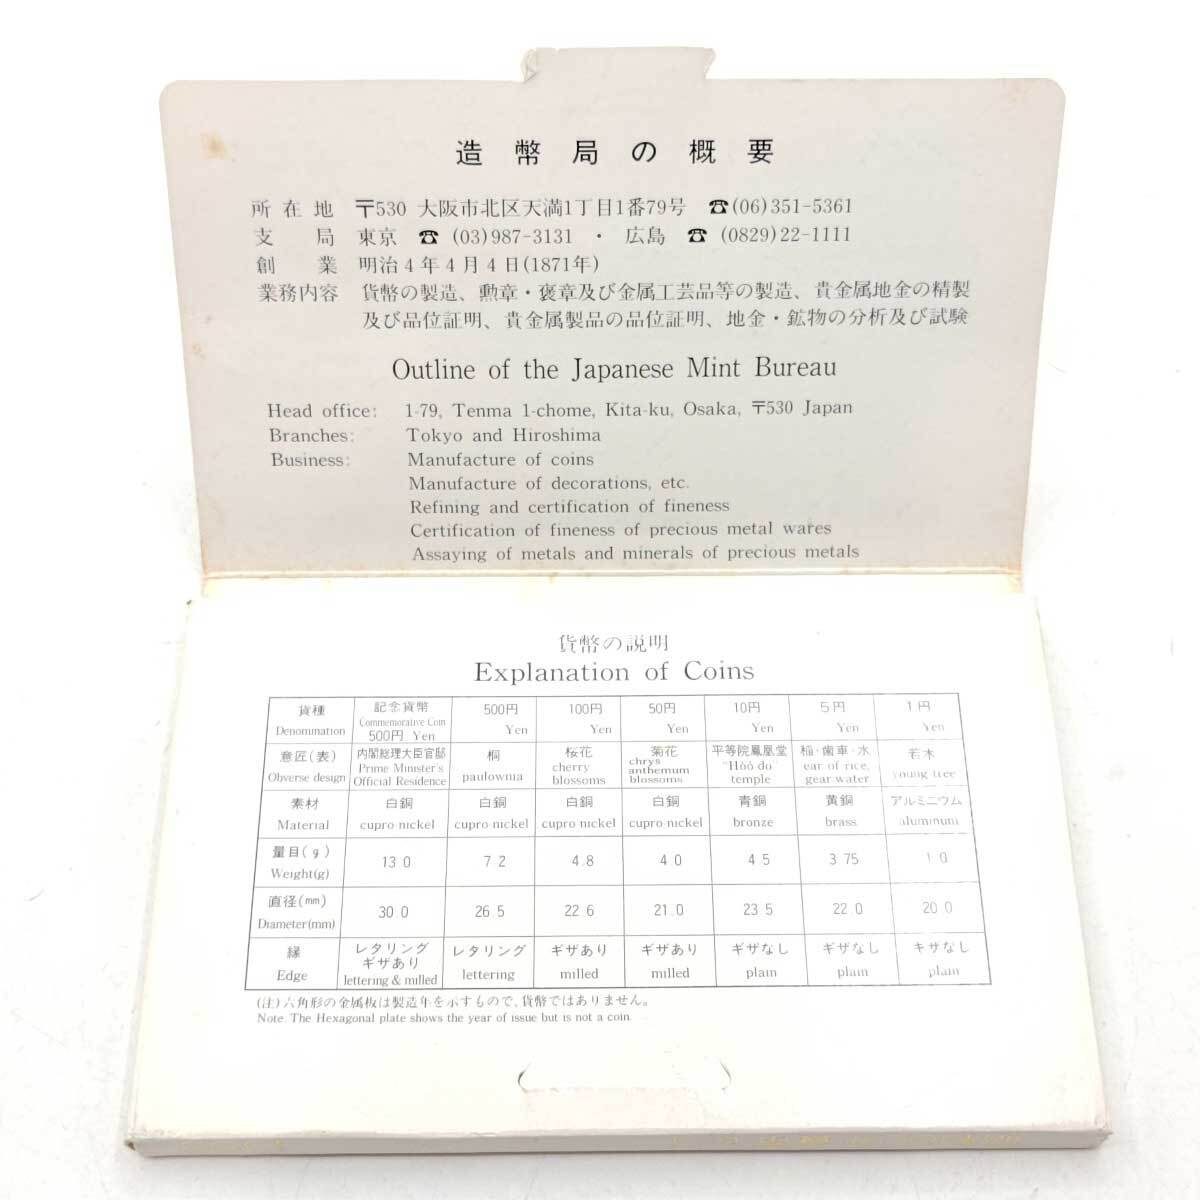 造幣局の概要
所在地 〒530 大阪市北区天満1丁目1番79号 ☎(06)351-5361
支局 東京 ☎ (03)987-3131 ・ 広島 ☎ (0829)22-1111
創業 明治4年4月4日(1871年)
業務内容 貨幣の製造、勲章・褒章及び金属工芸品等の製造、貴金属地金の精製
及び品位証明、貴金属製品の品位証明、地金・鉱物の分析及び試験
Outline of the Japanese Mint Bureau
Head office: 1-79, Tenma 1-chome, Kita-ku, Osaka, 〒530 Japan
Branches: Tokyo and Hiroshima
Business: Manufacture of coins
Manufacture of decorations, etc.
Refining and certification of fineness
Certification of fineness of precious metal wares
Assaying of metals and minerals of precious metals
貨幣の説明
Explanation of Coins
貨種 記念貨幣 500円 100円 50円 10円 5円 1円
Denomination Commemorative Coin Yen Yen Yen Yen Yen Yen
500円 Yen
意匠(表) 内閣総理大臣官邸 桐 桜花 菊花 平等院鳳凰堂 稲・歯車・水 若木
Obverse design Prime Minister's paulownia cherry chrys "Hôô do" ear of rice, young tree
Official Residence blossoms anthemum temple gear, water
blossoms
素材 白銅 白銅 白銅 白銅 青銅 黄銅 アルミニウム
Material cupro-nickel cupro-nickel cupro-nickel cupro-nickel bronze brass aluminum
量目(g) 13.0 7.2 4.8 4.0 4.5 3.75 1.0
Weight(g)
直径(mm) 30.0 26.5 22.6 21.0 23.5 22.0 20.0
Diameter(mm)
縁 レタリング レタリング ギザあり ギザあり ギザなし ギザなし ギザなし
ギザあり
Edge lettering & milled lettering milled milled plain plain plain
(注)六角形の金属板は製造年を示すもので、貨幣ではありません。
Note. The Hexagonal plate shows the year of issue but is not a coin.